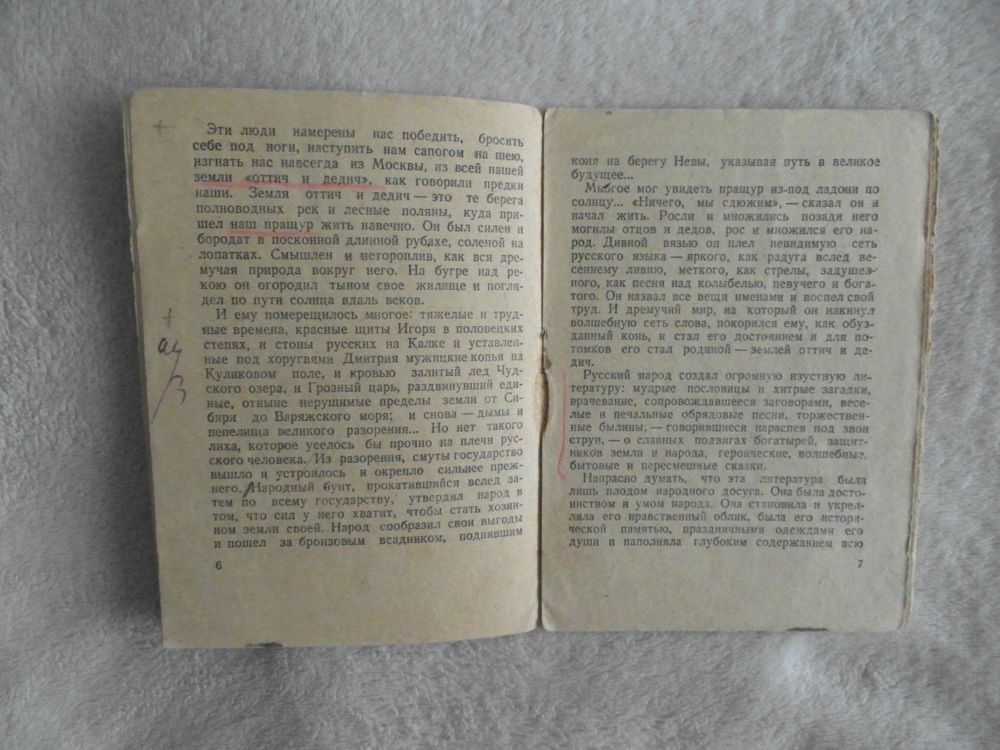 Эти люди намерены нас победить, бросить
себе под ноги, наступить нам сапогом на шею,
изгнать нас навсегда из Москвы, из всей нашей
земли «оттич и дедич», как говорили предки
наши. Земля оттич и дедич — это те берега
полноводных рек и лесные поляны, куда при-
шел наш пращур жить навечно. Он был силен и
бородат в посконной длинной рубахе, соленой на
лопатках. Смышлен и нетороплив, как вся дре-
мучая природа вокруг него. На бугре над ре-
кою он огородил тыном свое жилище и погля-
дел по пути солнца вдаль веков.
И ему померещилось многое: тяжелые и труд-
ные времена, красные щиты Игоря в половецких
степях, и стоны русских на Калке и уставлен-
ные под хоругвями Дмитрия мужицкие копья на
Куликовом поле, и кровью залитый лед Чуд-
ского озера, и Грозный царь, раздвинувший еди-
ные, отныне нерушимые пределы земли от Си-
бири до Варяжского моря; и снова — дымы и
пепелища великого разорения... Но нет такого
лиха, которое уселось бы прочно на плечи рус-
ского человека. Из разорения, смуты государство
вышло и устроилось и окрепло сильнее преж-
него. Народный бунт, прокатившийся вслед за-
тем по всему государству, утвердил народ в
том, что сил у него хватит, чтобы стать хозяи-
ном земли своей. Народ сообразил свои выгоды
и пошел за бронзовым всадником, поднявшим
6
коня на берегу Невы, указывая путь в великое
будущее...
Многое мог увидеть пращур из-под ладони по
солнцу... «Ничего, мы сдюжим», — сказал он и
начал жить. Росли и множились позади него
могилы отцов и дедов, рос и множился его на-
род. Дивной вязью он плел невидимую сеть
русского языка — яркого, как радуга вслед ве-
сеннему ливню, меткого, как стрелы, задушев-
ного, как песня над колыбелью, певучего и бога-
того. Он назвал все вещи именами и воспел свой
труд. И дремучий мир, на который он накинул
волшебную сеть слова, покорился ему, как обуз-
данный конь, и стал его достоянием и для по-
томков его стал родиной — землей оттич и де-
дич.
Русский народ создал огромную изустную ли-
тературу: мудрые пословицы и хитрые загадки,
врачевание, сопровождавшееся заговорами, весе-
лые и печальные обрядовые песни, торжествен-
ные былины, — говорившиеся нараспев под звон
струн, — о славных подвигах богатырей, защит-
ников земли и народа, героические, волшебные,
бытовые и пересмешные сказки.
Напрасно думать, что эта литература была
лишь плодом народного досуга. Она была досто-
инством и умом народа. Она становила и укреп-
ляла его нравственный облик, была его истори-
ческой памятью, праздничными одеждами его
души и наполняла глубоким содержанием всю
7